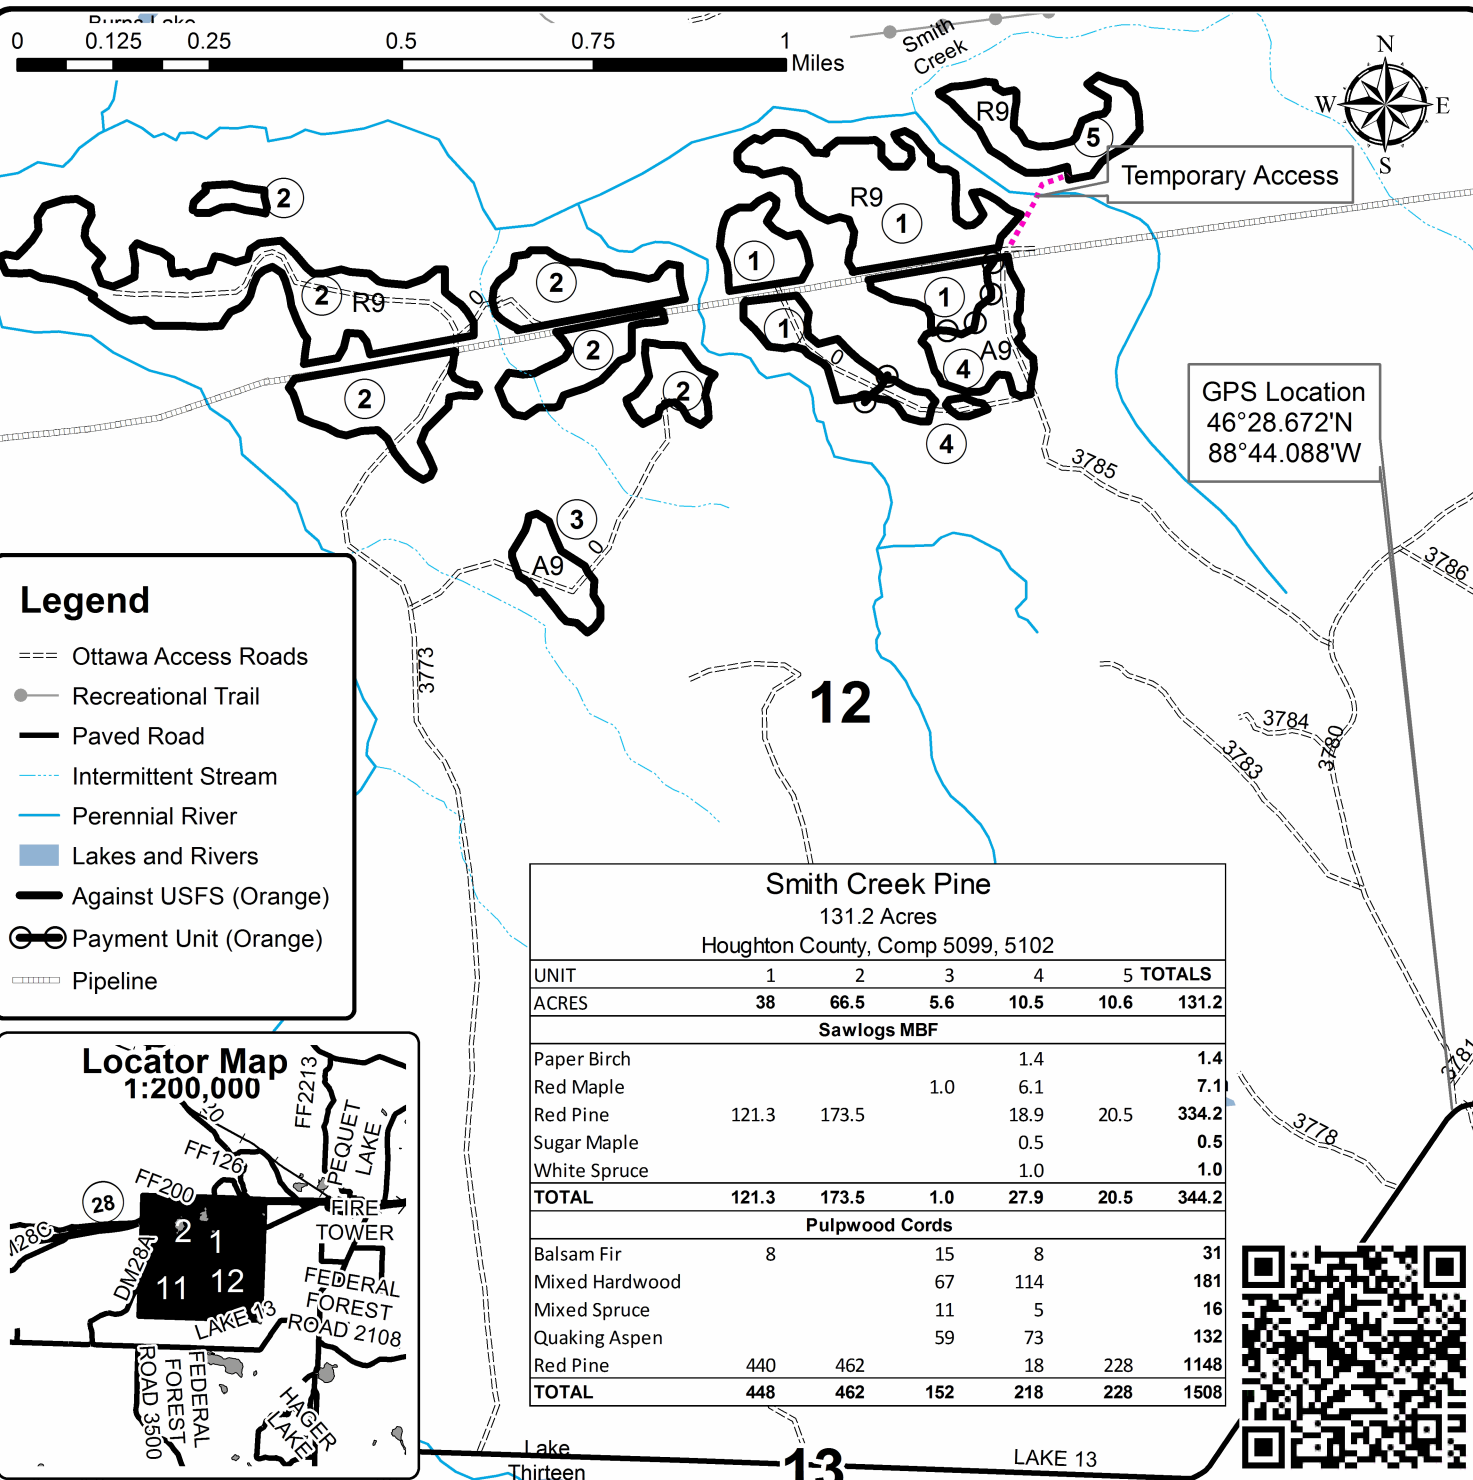 Burns Lake
0 0.125 0.25 0.5 0.75 1
Miles
Smith
Creek
N
W E
S
R9
5
Temporary Access
2
R9
1
1
2
R9
0
2
1
1
2
2
2
0
4
A9
4
GPS Location
46°28.672'N
88°44.088'W
3785
3
A9
0
3786
3773
12
3784
3780
3783
Legend
Ottawa Access Roads
Recreational Trail
Paved Road
Intermittent Stream
Perennial River
Lakes and Rivers
Against USFS (Orange)
Payment Unit (Orange)
Pipeline
Smith Creek Pine
131.2 Acres
Houghton County, Comp 5099, 5102
UNIT 1 2 3 4 5 TOTALS
ACRES 38 66.5 5.6 10.5 10.6 131.2
Sawlogs MBF
Paper Birch 1.4 1.4
Red Maple 1.0 6.1 7.1
Red Pine 121.3 173.5 18.9 20.5 334.2
Sugar Maple 0.5 0.5
White Spruce 1.0 1.0
TOTAL 121.3 173.5 1.0 27.9 20.5 344.2
Pulpwood Cords
Balsam Fir 8 15 8 31
Mixed Hardwood 67 114 181
Mixed Spruce 11 5 16
Quaking Aspen 59 73 132
Red Pine 440 462 18 228 1148
TOTAL 448 462 152 218 228 1508
3781
3778
Locator Map
1:200,000
FF2213
PEQUET
LAKE
FF126
FF200
28
FIRE
TOWER
M28C
DM28A
2 1
11 12
LAKE 13
FEDERAL
FOREST
ROAD 2108
FEDERAL
FOREST
ROAD 3500
HAGER
LAKE
Lake
Thirteen
13
LAKE 13